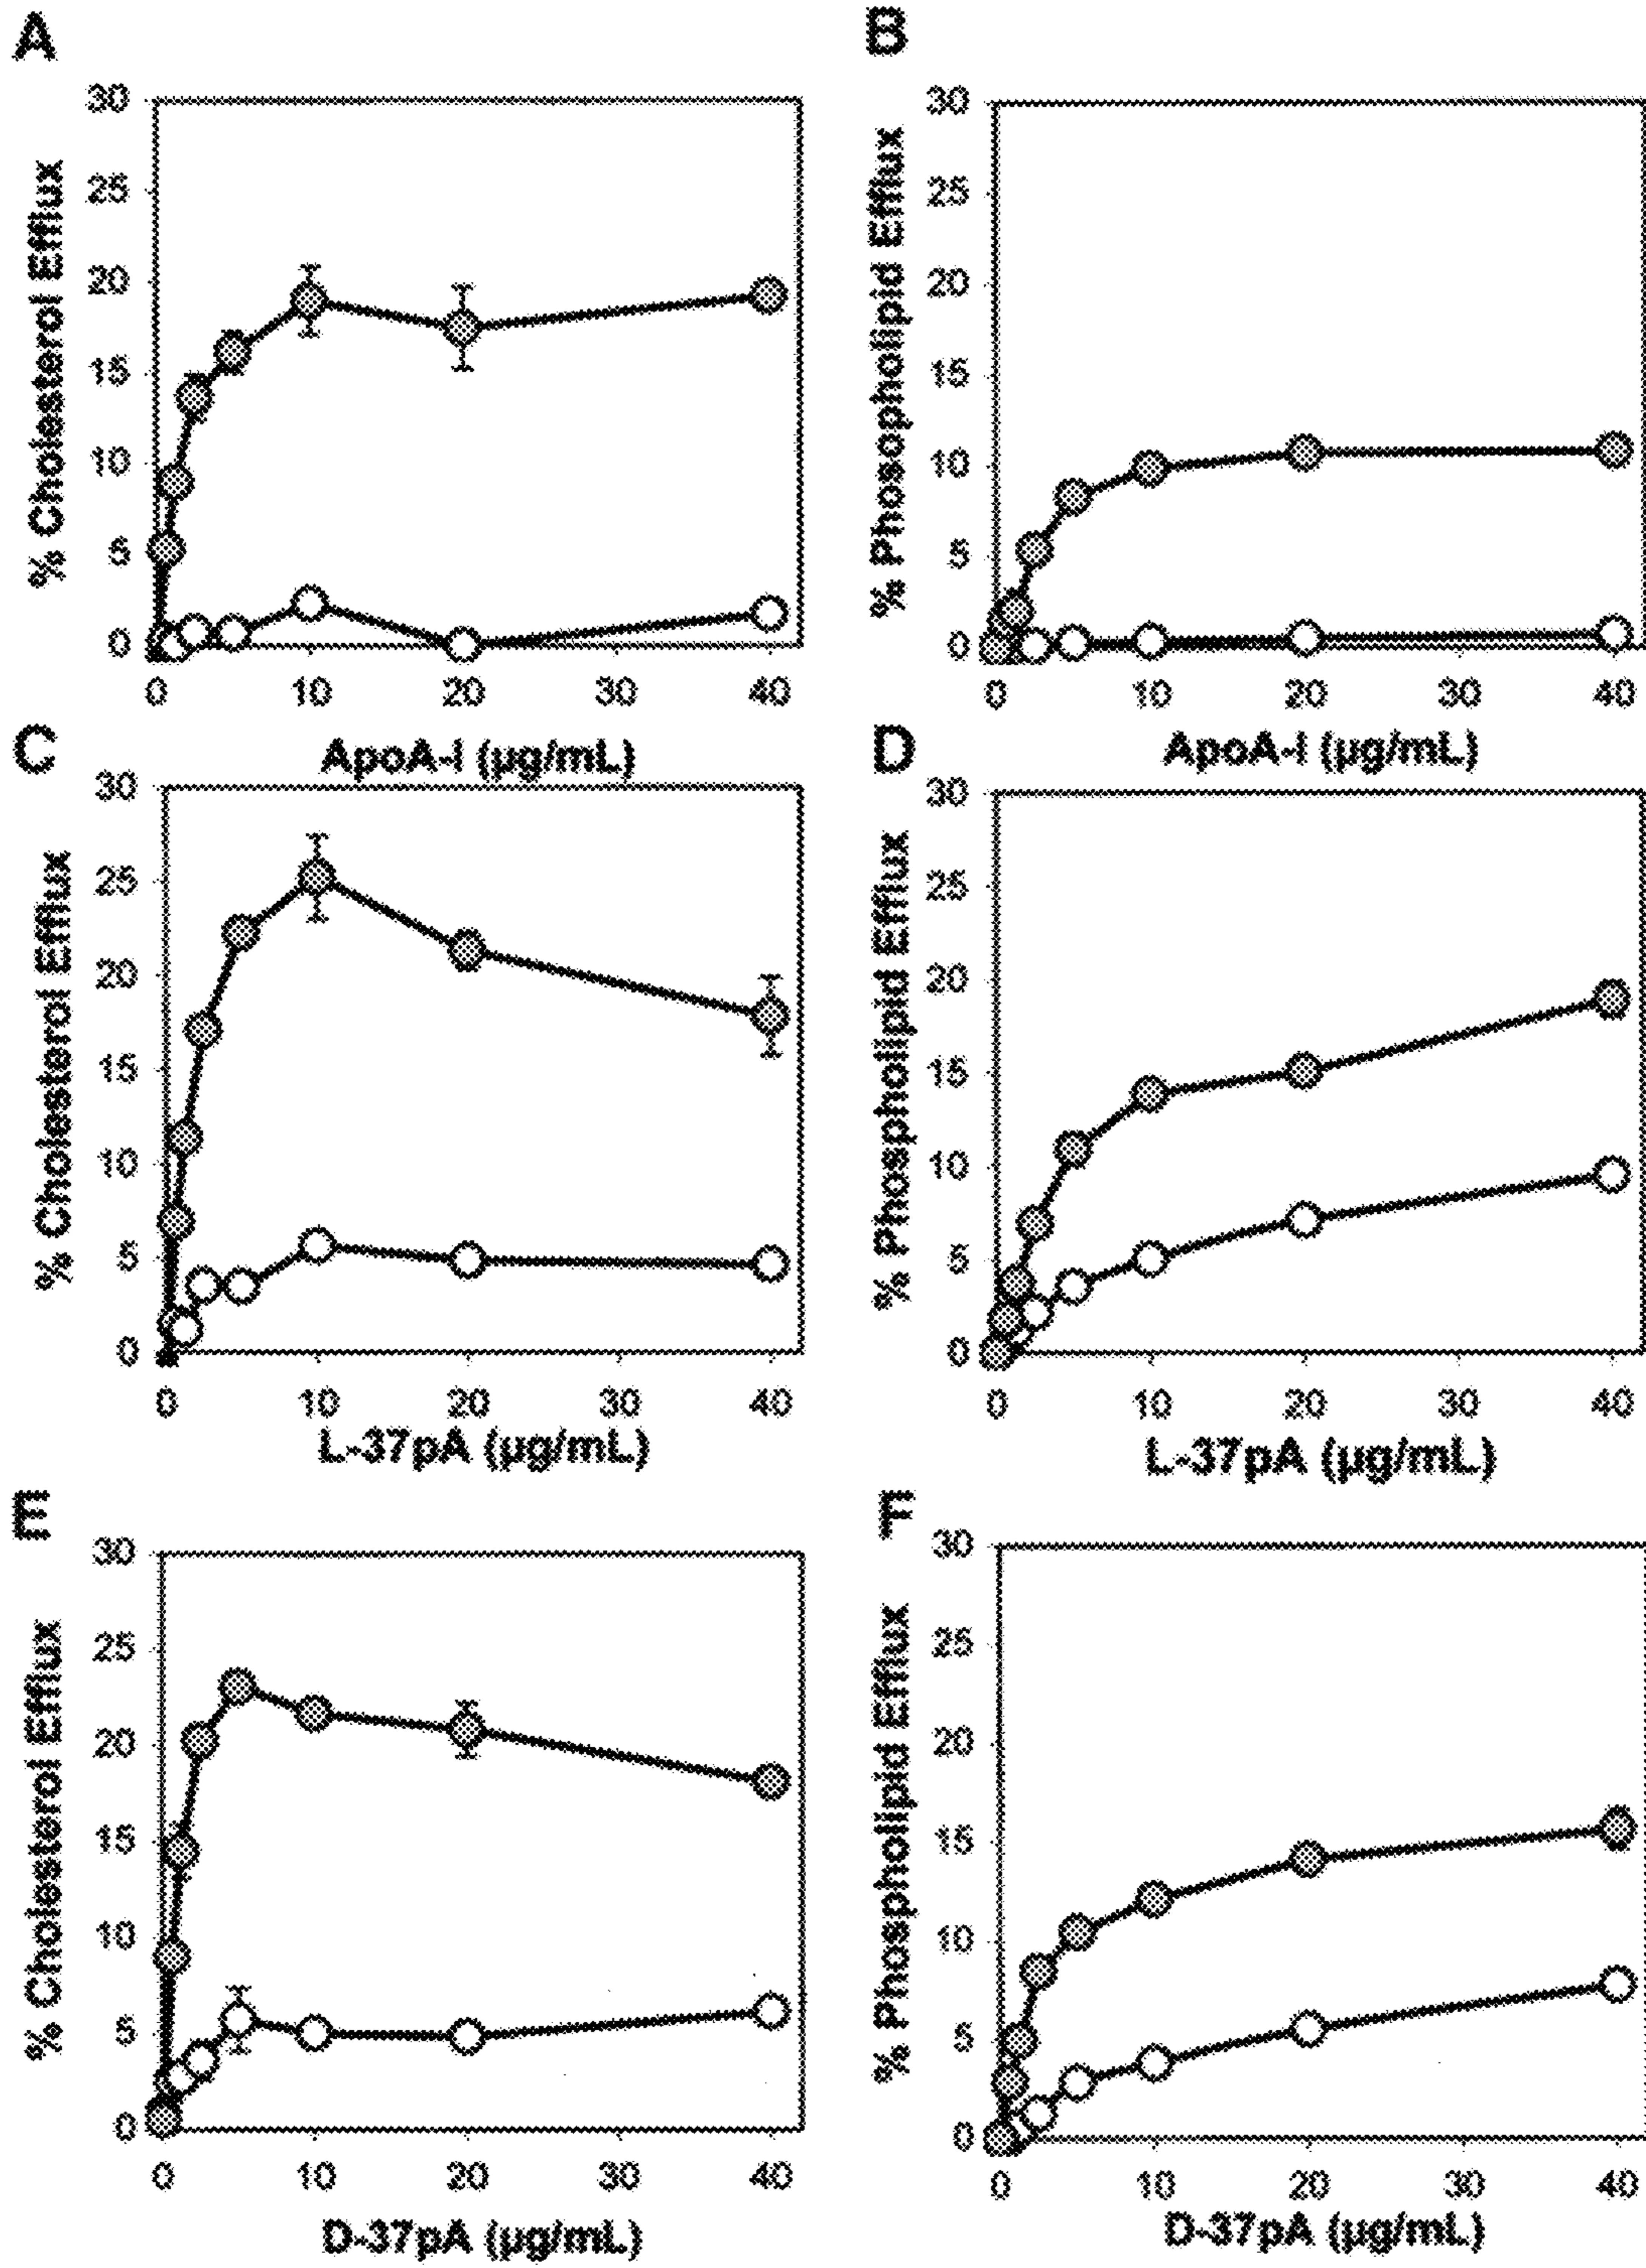 A
B
% Cholesterol Efflux
30
25
20
15
10
5
0
0 10 20 30 40
ApoA-I (µg/mL)
% Phosopholipid Efflux
30
25
20
15
10
5
0
0 10 20 30 40
ApoA-I (µg/mL)
C
D
% Cholesterol Efflux
30
25
20
15
10
5
0
0 10 20 30 40
L-37pA (µg/mL)
% Phospholipid Efflux
30
25
20
15
10
5
0
0 10 20 30 40
L-37pA (µg/mL)
E
F
% Cholesterol Efflux
30
25
20
15
10
5
0
0 10 20 30 40
D-37pA (µg/mL)
% Phospholipid Efflux
30
25
20
15
10
5
0
0 10 20 30 40
D-37pA (µg/mL)